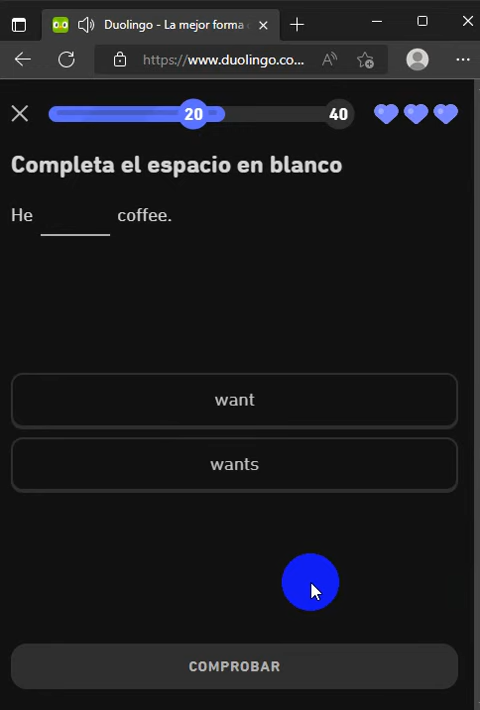 Duolingo - La mejor forma d
https://www.duolingo.co...
20
40
Completa el espacio en blanco
He ______ coffee.
want
wants
COMPROBAR